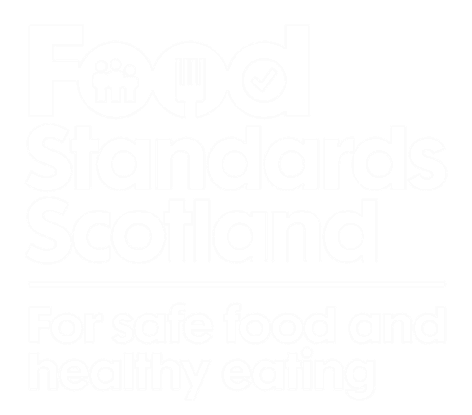 Food
Standards
Scotland
For safe food and
healthy eating